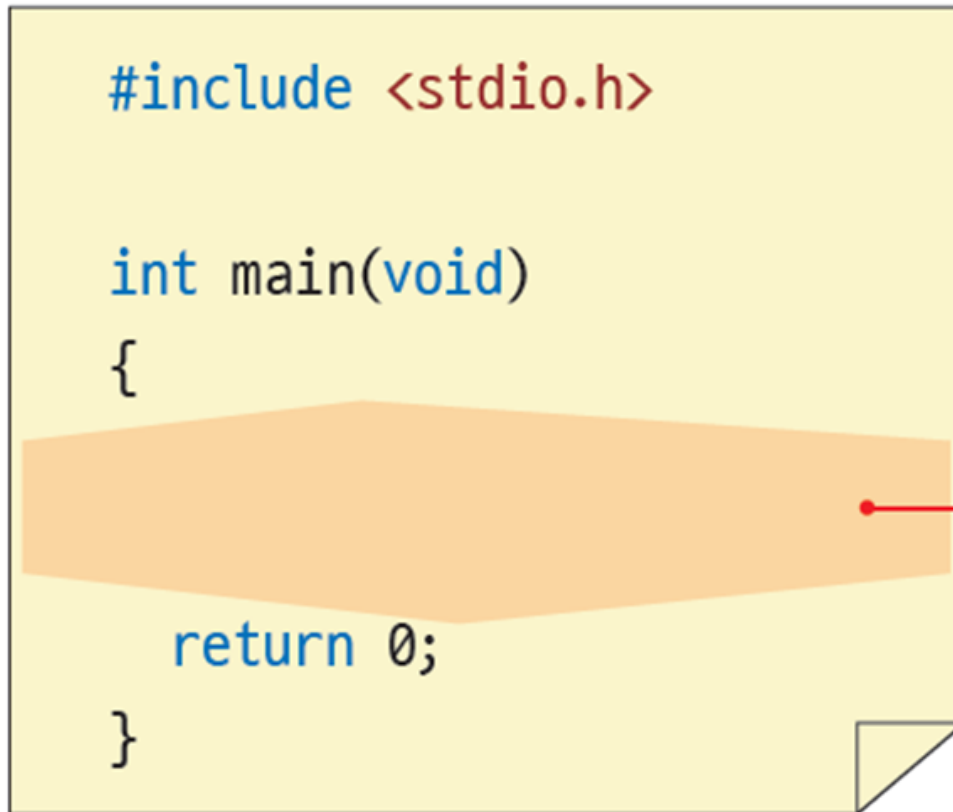 #include <stdio.h>
int main(void)
{
return 0;
}